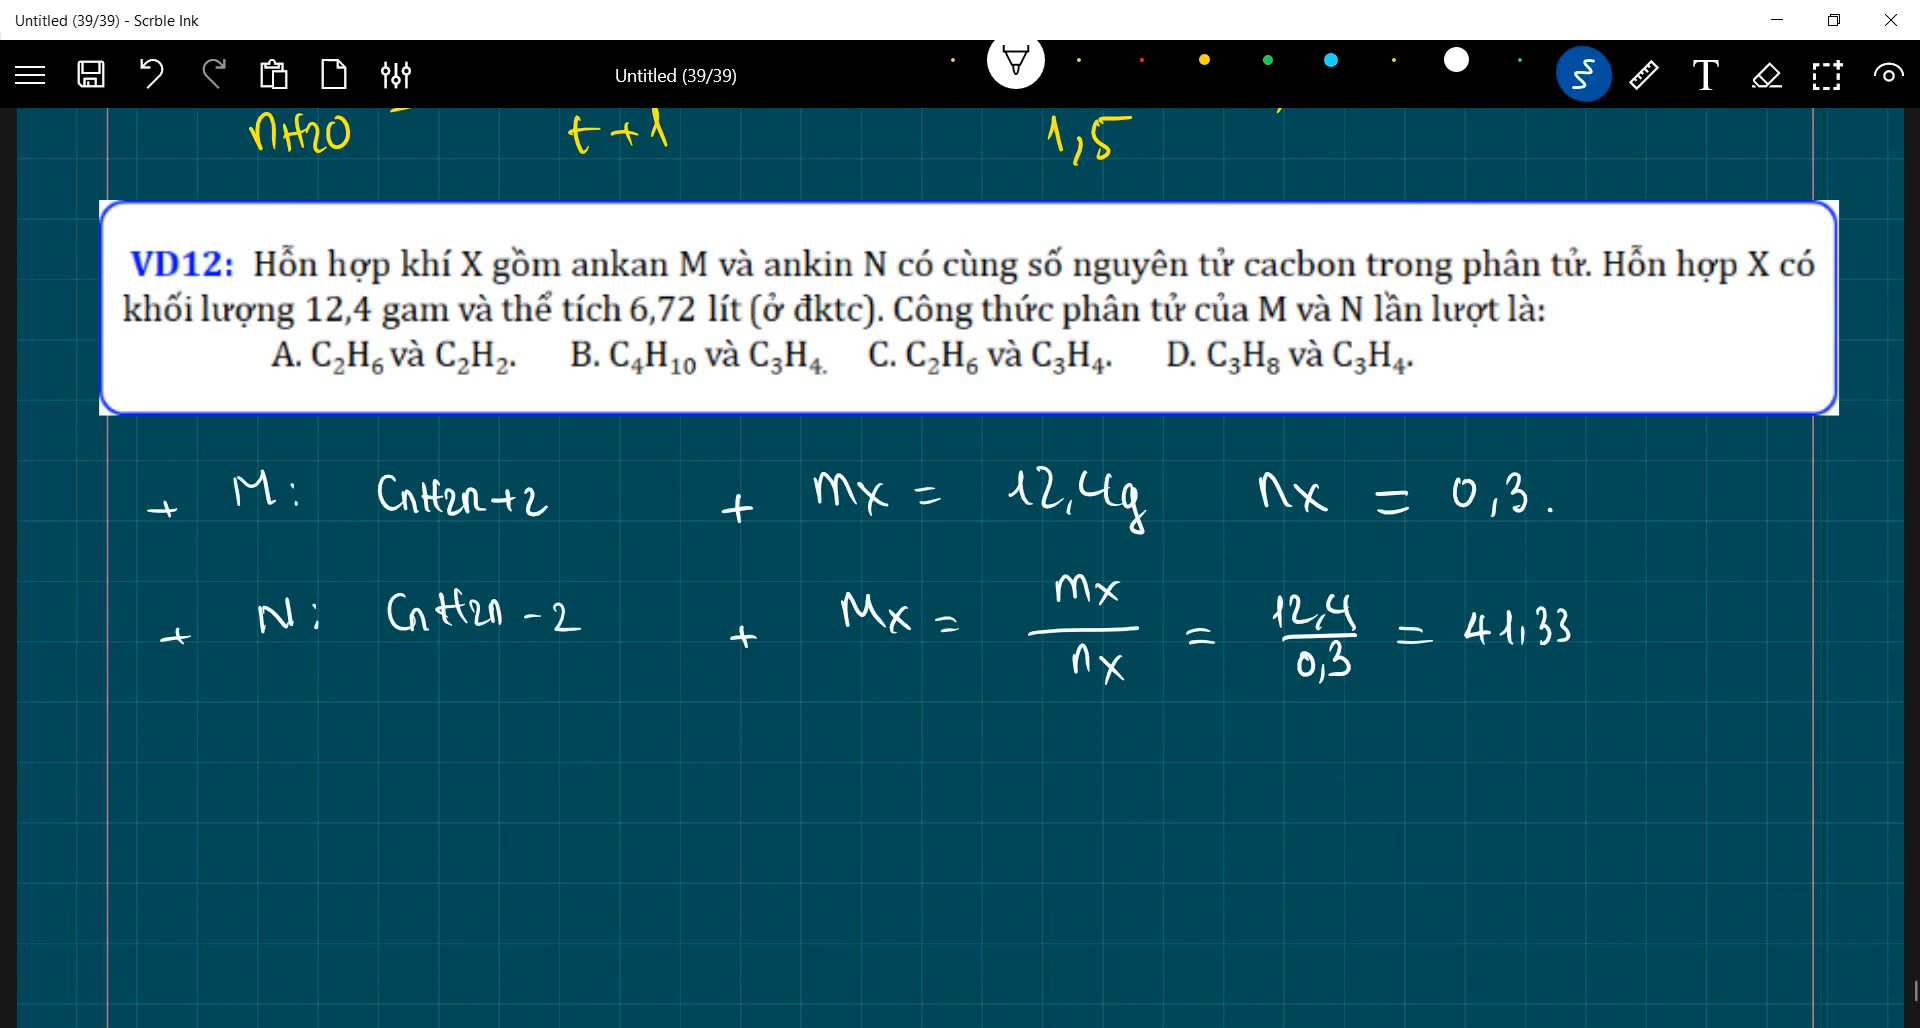 Untitled (39/39) - Scrble Ink
Untitled (39/39)
T
nH2O t + 1 1,5
VD12: Hỗn hợp khí X gồm ankan M và ankin N có cùng số nguyên tử cacbon trong phân tử. Hỗn hợp X có
khối lượng 12,4 gam và thể tích 6,72 lít (ở đktc). Công thức phân tử của M và N lần lượt là:
A. C₂H₆ và C₂H₂. B. C₄H₁₀ và C₃H₄. C. C₂H₆ và C₃H₄. D. C₃H₈ và C₃H₄.
+ M: CnH2n+2 + mx = 12,4g nx = 0,3.
+ N: CnH2n-2 + Mx = mx/nx = 12,4/0,3 = 41,33